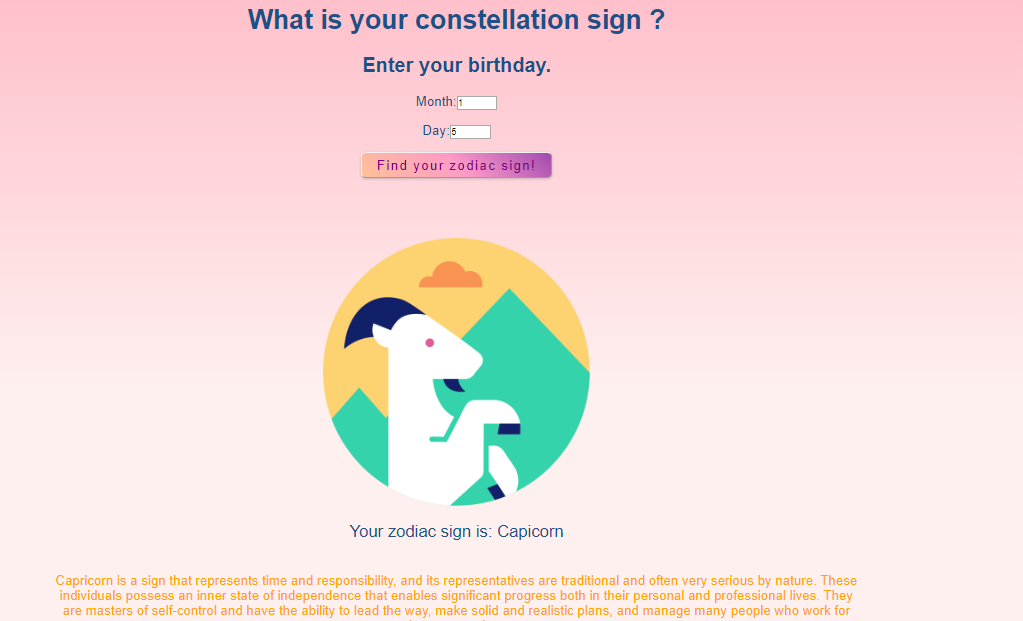 What is your constellation sign ?
Enter your birthday.
Month:1
Day:5
Find your zodiac sign!
Your zodiac sign is: Capicorn
Capricorn is a sign that represents time and responsibility, and its representatives are traditional and often very serious by nature. These
individuals possess an inner state of independence that enables significant progress both in their personal and professional lives. They
are masters of self-control and have the ability to lead the way, make solid and realistic plans, and manage many people who work for